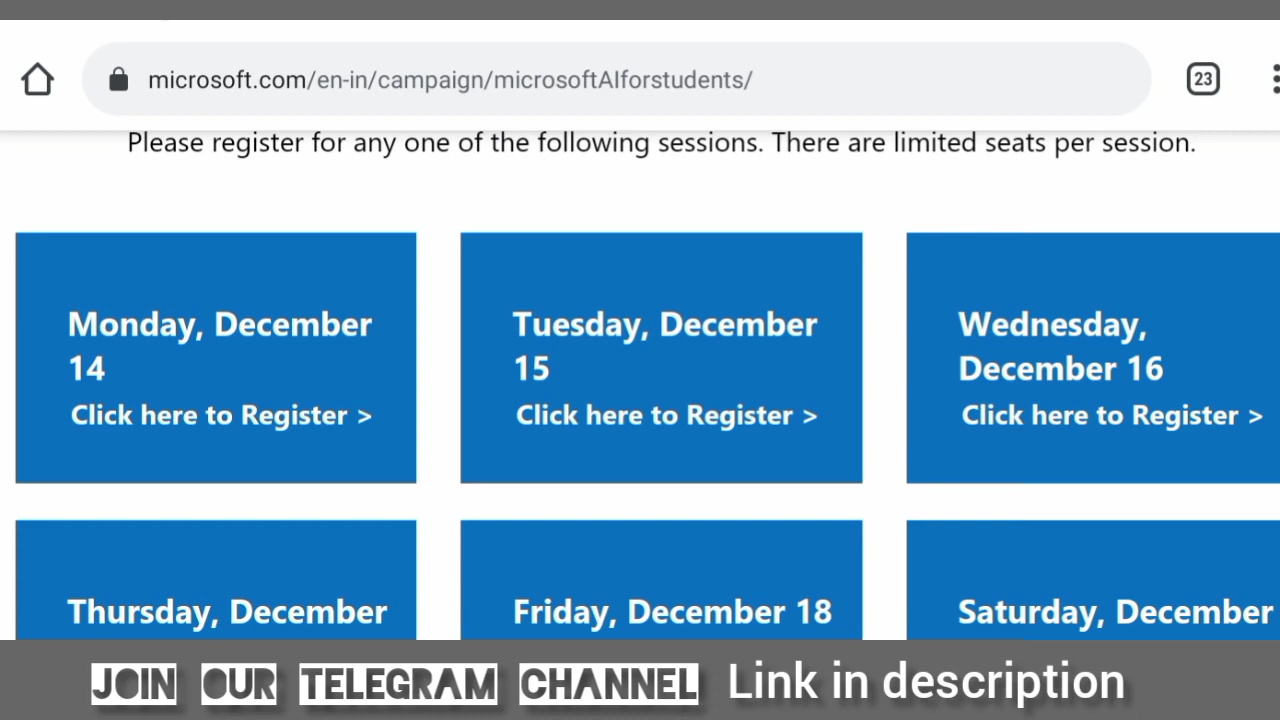 microsoft.com/en-in/campaign/microsoftAIforstudents/
23
Please register for any one of the following sessions. There are limited seats per session.
Monday, December
14
Click here to Register >
Tuesday, December
15
Click here to Register >
Wednesday,
December 16
Click here to Register >
Thursday, December
Friday, December 18
Saturday, December
JOIN OUR TELEGRAM CHANNEL Link in description